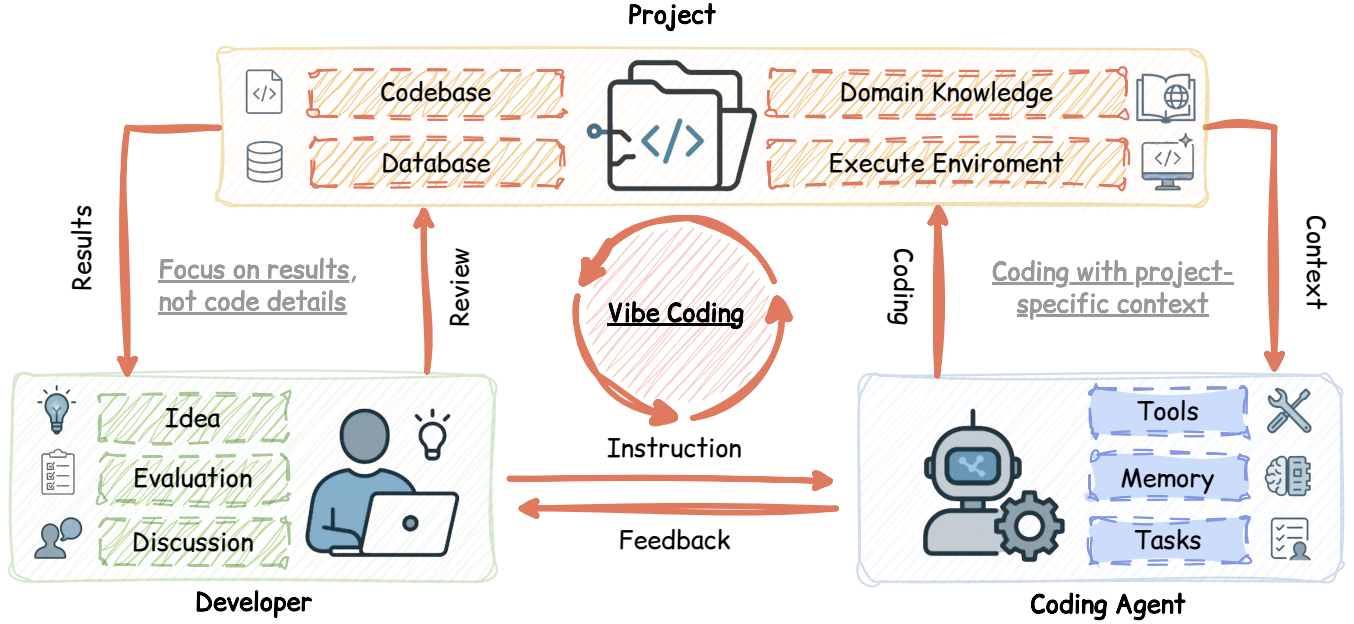 Project
Codebase
Domain Knowledge
Database
Execute Enviroment
Results
Focus on results,
not code details
Review
Vibe Coding
Coding
Coding with project-
specific context
Context
Idea
Evaluation
Discussion
Instruction
Feedback
Tools
Memory
Tasks
Developer
Coding Agent